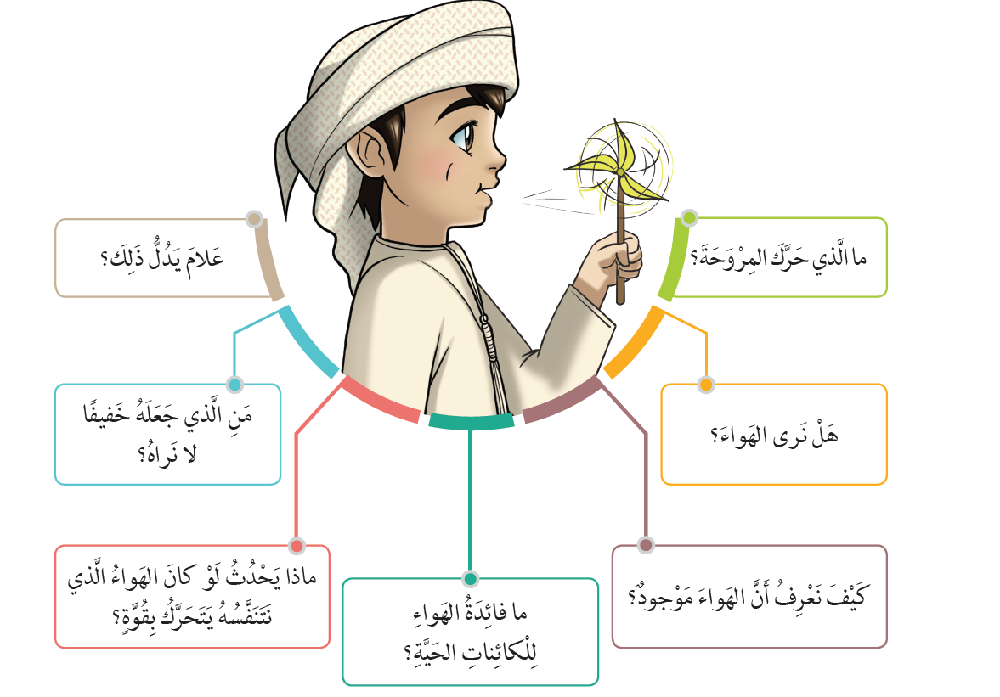 ما الَّذي حَرَّكَ المِرْوَحَةَ؟
هَلْ نَرى الهَواءَ؟
كَيْفَ نَعْرِفُ أَنَّ الهَواءَ مَوْجودٌ؟
ما فائِدَةُ الهَواءِ
لِلْكائِناتِ الحَيَّةِ؟
ماذا يَحْدُثُ لَوْ كانَ الهَواءُ الَّذي
نَتَنَفَّسُهُ يَتَحَرَّكُ بِقُوَّةٍ؟
مَنِ الَّذي جَعَلَهُ خَفيفًا
لا نَراهُ؟
عَلامَ يَدُلُّ ذَلِكَ؟